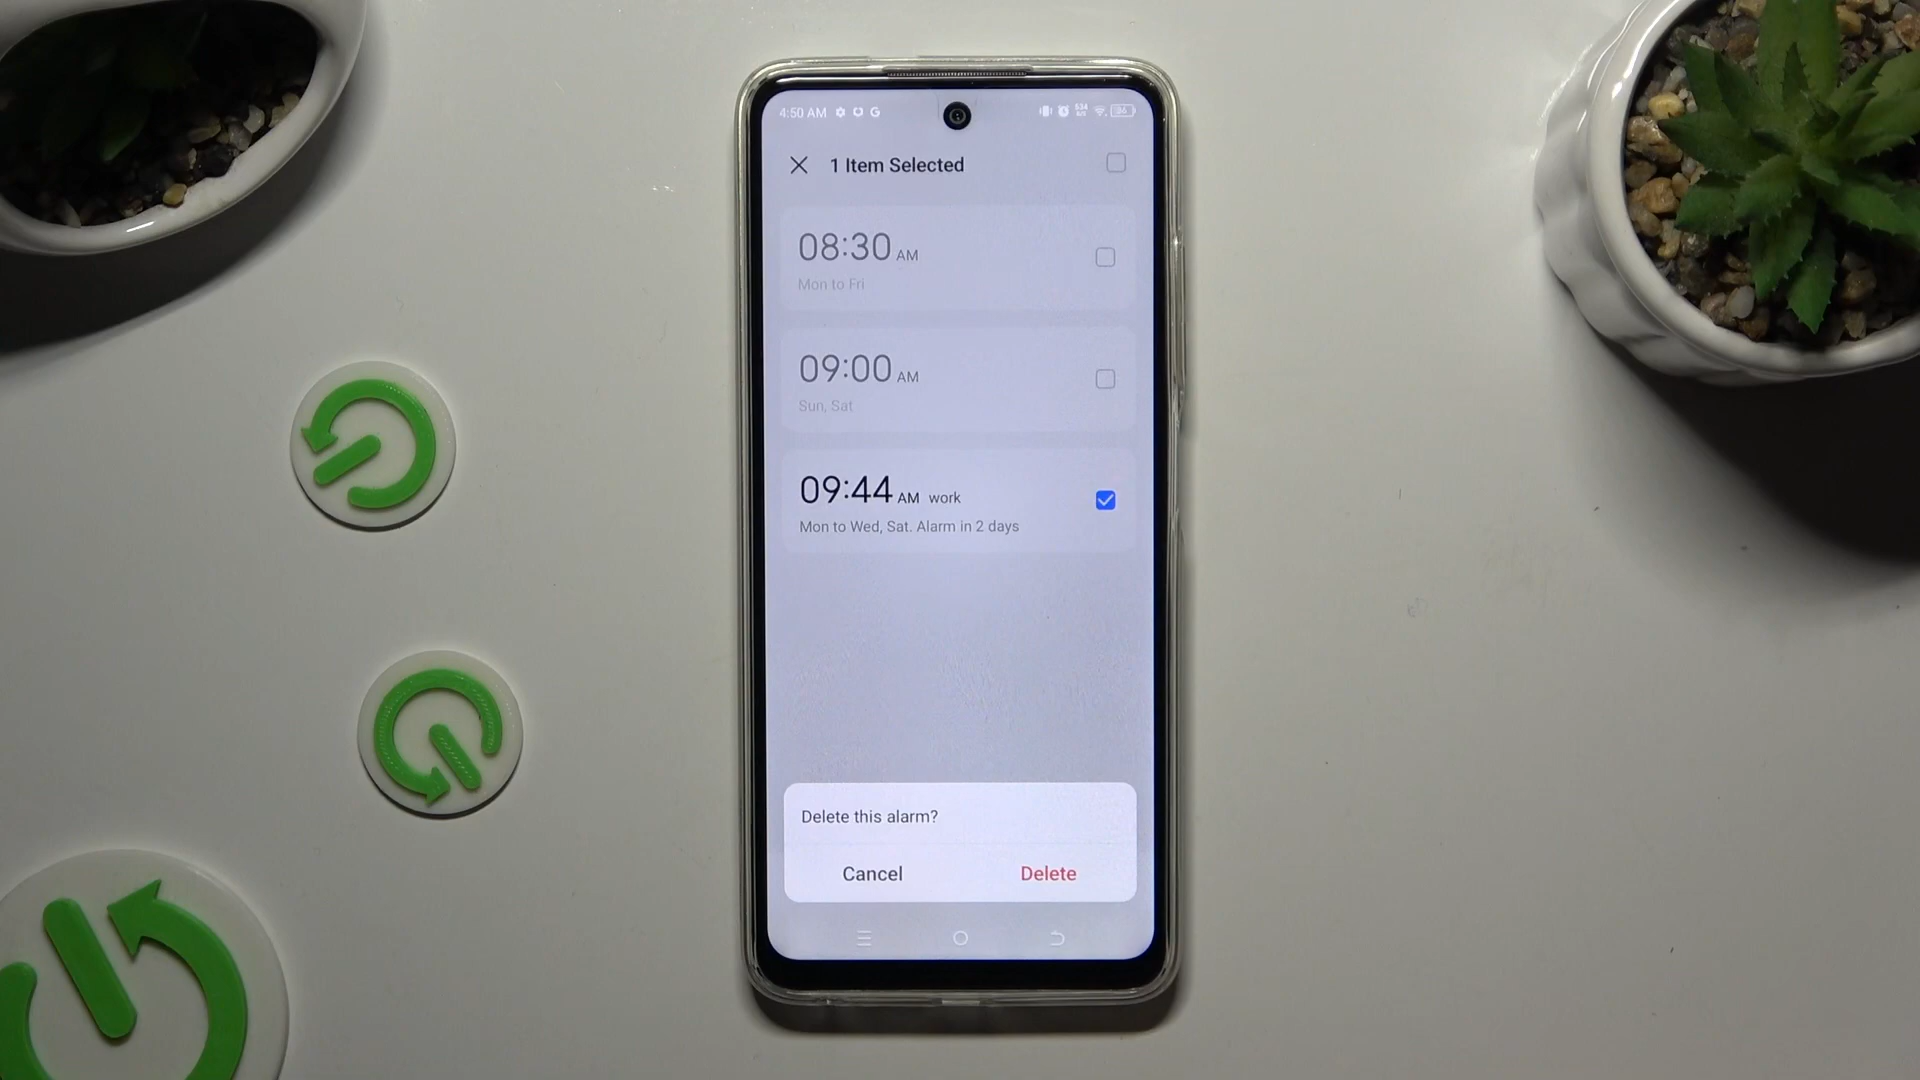 4:50 AM
1 Item Selected
08:30 AM
Mon to Fri
09:00 AM
Sun, Sat
09:44 AM work
Mon to Wed, Sat. Alarm in 2 days
Delete this alarm?
Cancel
Delete